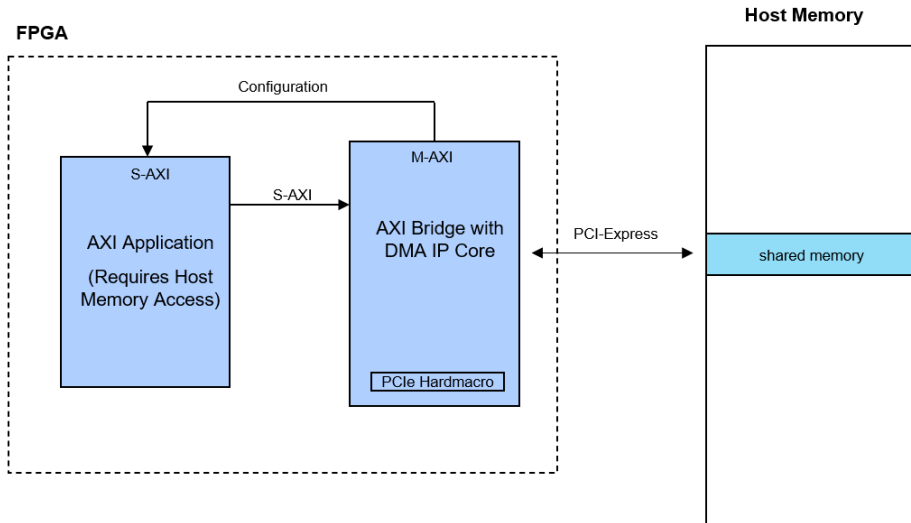 Host Memory
FPGA
Configuration
M-AXI
S-AXI
S-AXI
AXI Application
(Requires Host
Memory Access)
AXI Bridge with
DMA IP Core
PCI-Express
shared memory
PCIe Hardmacro